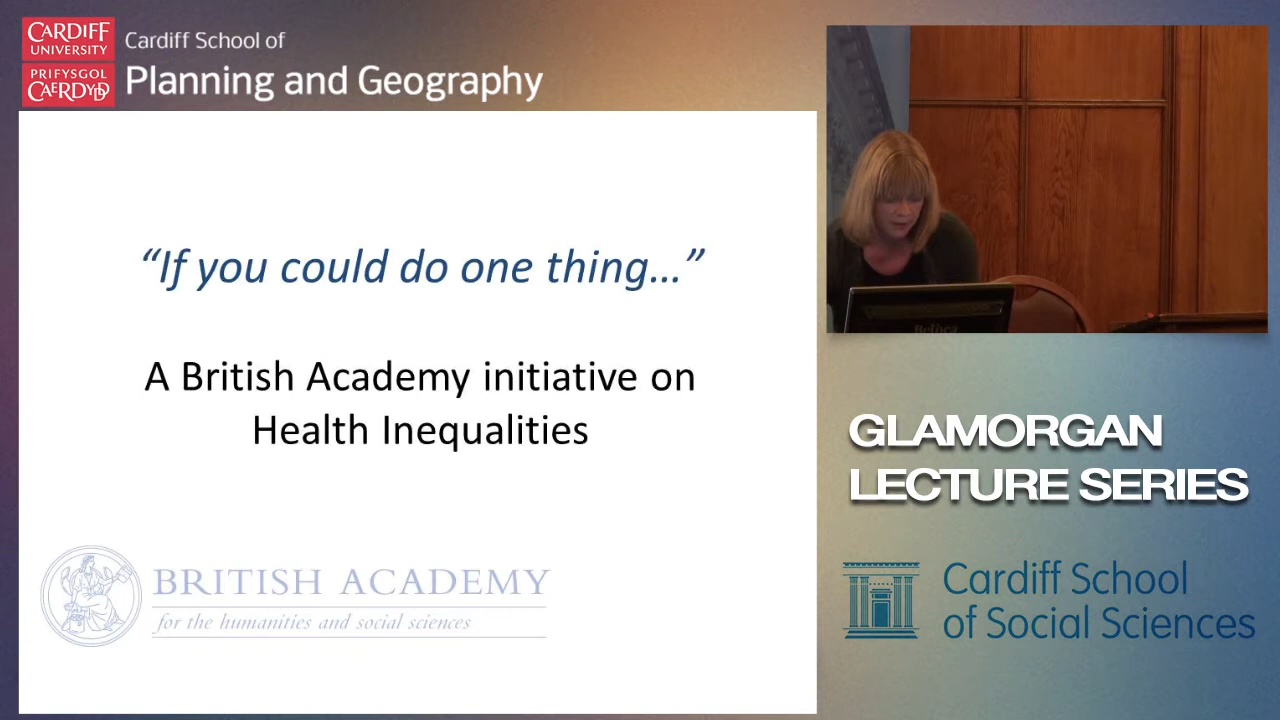 CARDIFF
UNIVERSITY
PRIFYSGOL
CAERDYDD
Cardiff School of
Planning and Geography
“If you could do one thing...”
A British Academy initiative on
Health Inequalities
BRITISH ACADEMY
for the humanities and social sciences
GLAMORGAN
LECTURE SERIES
Cardiff School
of Social Sciences